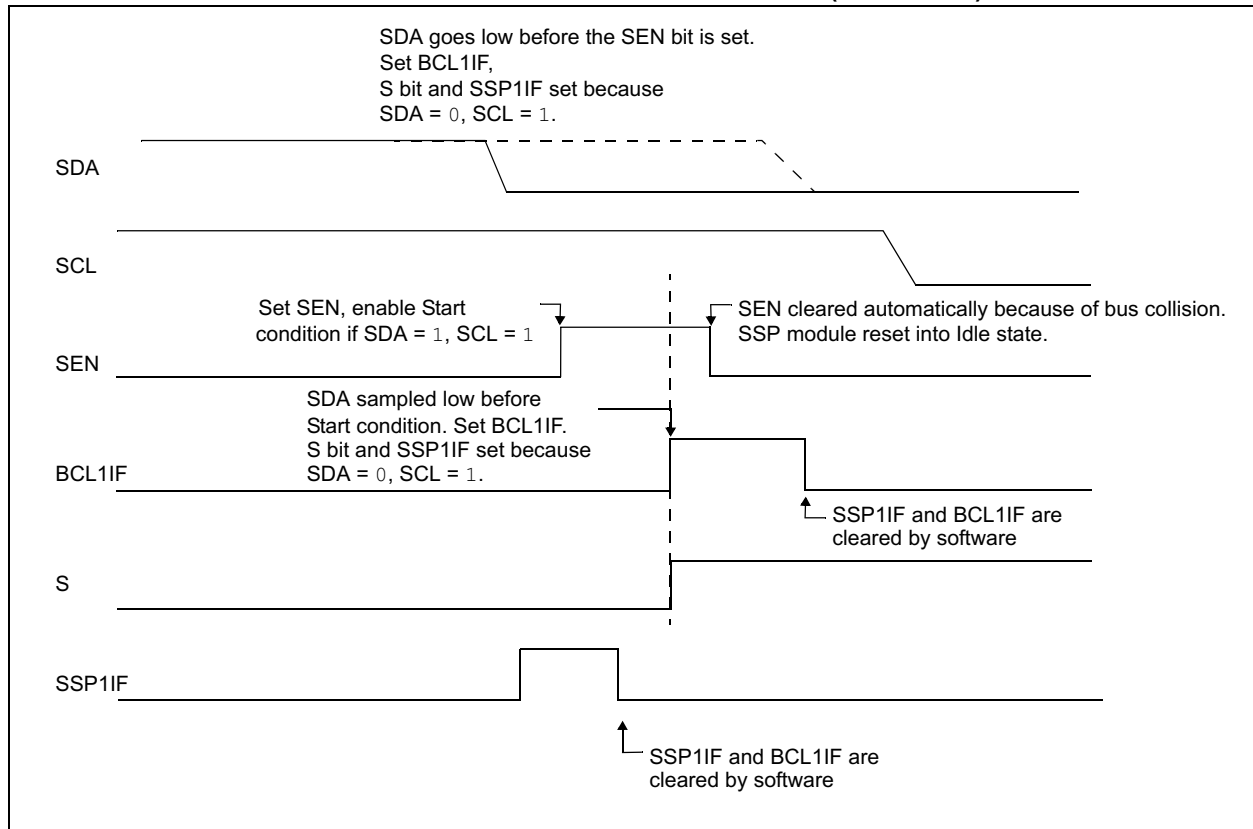 SDA goes low before the SEN bit is set.
Set BCL1IF,
S bit and SSP1IF set because
SDA = 0, SCL = 1.
SDA
SCL
Set SEN, enable Start
condition if SDA = 1, SCL = 1
SEN cleared automatically because of bus collision.
SSP module reset into Idle state.
SEN
SDA sampled low before
Start condition. Set BCL1IF.
S bit and SSP1IF set because
SDA = 0, SCL = 1.
BCL1IF
SSP1IF and BCL1IF are
cleared by software
S
SSP1IF
SSP1IF and BCL1IF are
cleared by software